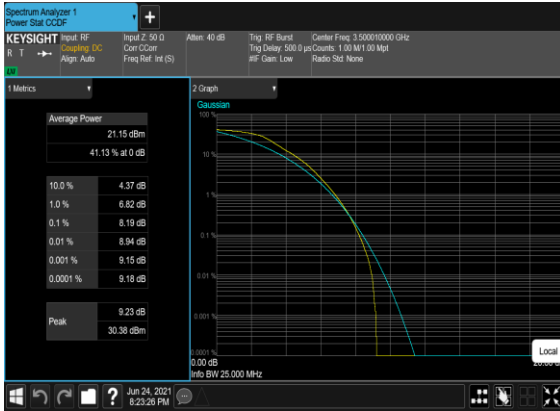 Spectrum Analyzer 1
Power Stat CCDF
+
KEYSIGHT
R T
LV
Input: RF
Coupling: DC
Align: Auto
Input Z: 50 Ω
Corr CCorr
Freq Ref: Int (S)
Atten: 40 dB
Trig: RF Burst
Trig Delay: 500.0 µs
#IF Gain: Low
Center Freq: 3.500010000 GHz
Counts: 1.00 M/1.00 Mpt
Radio Std: None
1 Metrics
Average Power
21.15 dBm
41.13 % at 0 dB
10.0 % 4.37 dB
1.0 % 6.82 dB
0.1 % 8.19 dB
0.01 % 8.94 dB
0.001 % 9.15 dB
0.0001 % 9.18 dB
Peak
9.23 dB
30.38 dBm
2 Graph
Gaussian
100 %
10 %
1 %
0.1 %
0.01 %
0.001 %
0.0001 %
0.00 dB
Info BW 25.000 MHz
Local
?
Jun 24, 2021
8:23:26 PM